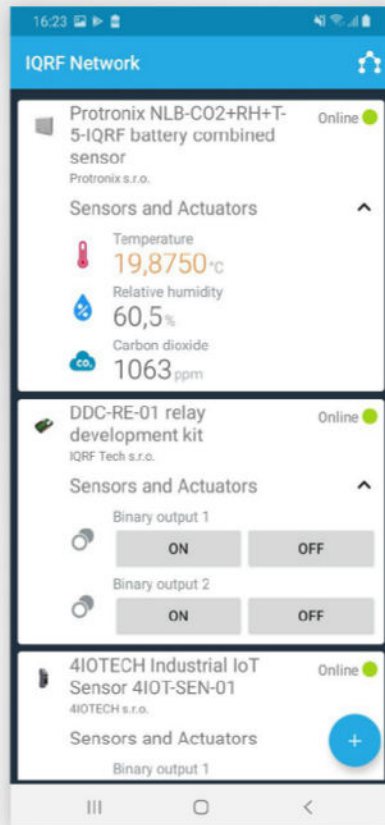 16:23
IQRF Network
Protronix NLB-CO2+RH+T-
5-IQRF battery combined
sensor
Online
Protronix s.r.o.
Sensors and Actuators
Temperature
19,8750 °C
Relative humidity
60,5 %
CO₂
Carbon dioxide
1063 ppm
DDC-RE-01 relay
development kit
Online
IQRF Tech s.r.o.
Sensors and Actuators
Binary output 1
ON OFF
Binary output 2
ON OFF
4IOTECH Industrial IoT
Sensor 4IOT-SEN-01
Online
4IOTECH s.r.o.
Sensors and Actuators
Binary output 1